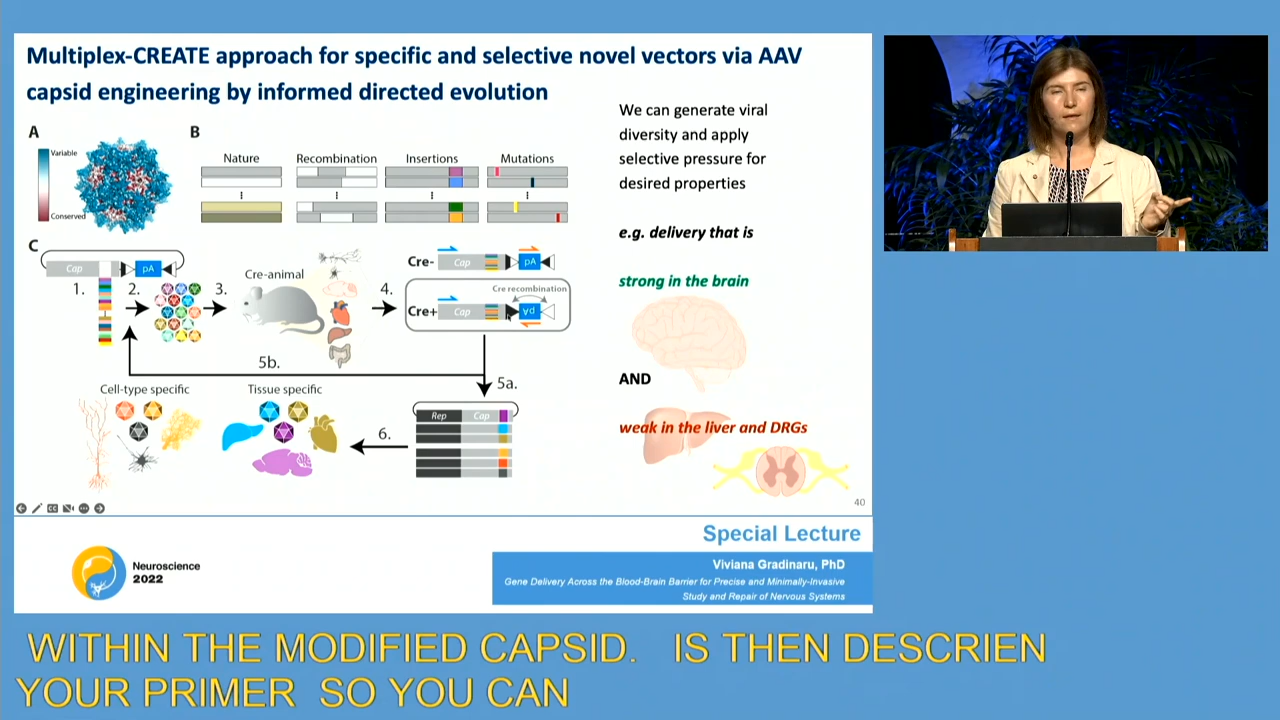 Multiplex-CREATE approach for specific and selective novel vectors via AAV
capsid engineering by informed directed evolution
A
Variable
Conserved
B
Nature
Recombination
Insertions
Mutations
We can generate viral
diversity and apply
selective pressure for
desired properties
e.g. delivery that is
strong in the brain
AND
weak in the liver and DRGs
C
Cap
pA
1.
2.
3.
Cre-animal
4.
Cre-
Cap
pA
Cre recombination
Cre+
Cap
pA
5b.
5a.
Cell-type specific
Tissue specific
6.
Rep
Cap
CC
40
Special Lecture
Neuroscience
2022
Viviana Gradinaru, PhD
Gene Delivery Across the Blood-Brain Barrier for Precise and Minimally-Invasive
Study and Repair of Nervous Systems
WITHIN THE MODIFIED CAPSID. IS THEN DESCRIEN
YOUR PRIMER SO YOU CAN